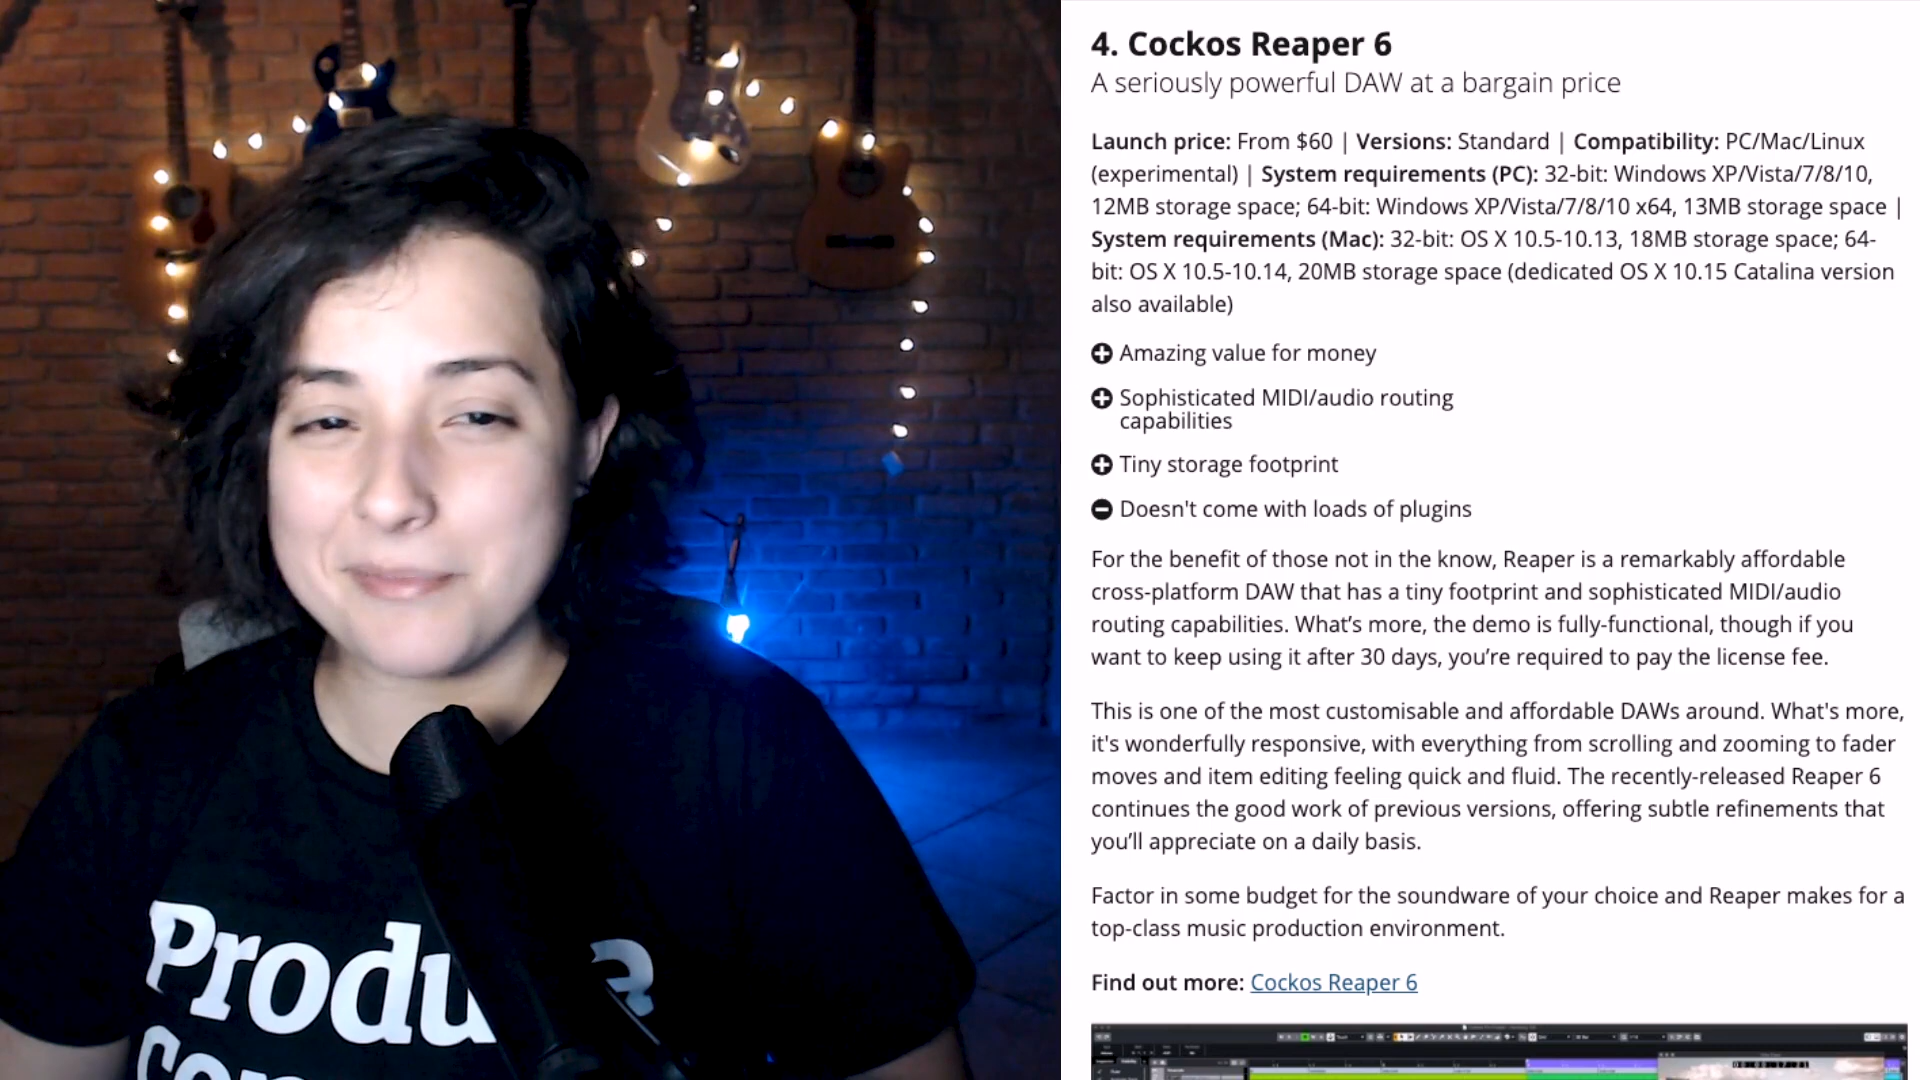 4. Cockos Reaper 6
A seriously powerful DAW at a bargain price
Launch price: From $60 | Versions: Standard | Compatibility: PC/Mac/Linux
(experimental) | System requirements (PC): 32-bit: Windows XP/Vista/7/8/10,
12MB storage space; 64-bit: Windows XP/Vista/7/8/10 x64, 13MB storage space |
System requirements (Mac): 32-bit: OS X 10.5-10.13, 18MB storage space; 64-
bit: OS X 10.5-10.14, 20MB storage space (dedicated OS X 10.15 Catalina version
also available)
Amazing value for money
Sophisticated MIDI/audio routing
capabilities
Tiny storage footprint
Doesn't come with loads of plugins
For the benefit of those not in the know, Reaper is a remarkably affordable
cross-platform DAW that has a tiny footprint and sophisticated MIDI/audio
routing capabilities. What’s more, the demo is fully-functional, though if you
want to keep using it after 30 days, you’re required to pay the license fee.
This is one of the most customisable and affordable DAWs around. What's more,
it's wonderfully responsive, with everything from scrolling and zooming to fader
moves and item editing feeling quick and fluid. The recently-released Reaper 6
continues the good work of previous versions, offering subtle refinements that
you’ll appreciate on a daily basis.
Factor in some budget for the soundware of your choice and Reaper makes for a
top-class music production environment.
Find out more: Cockos Reaper 6